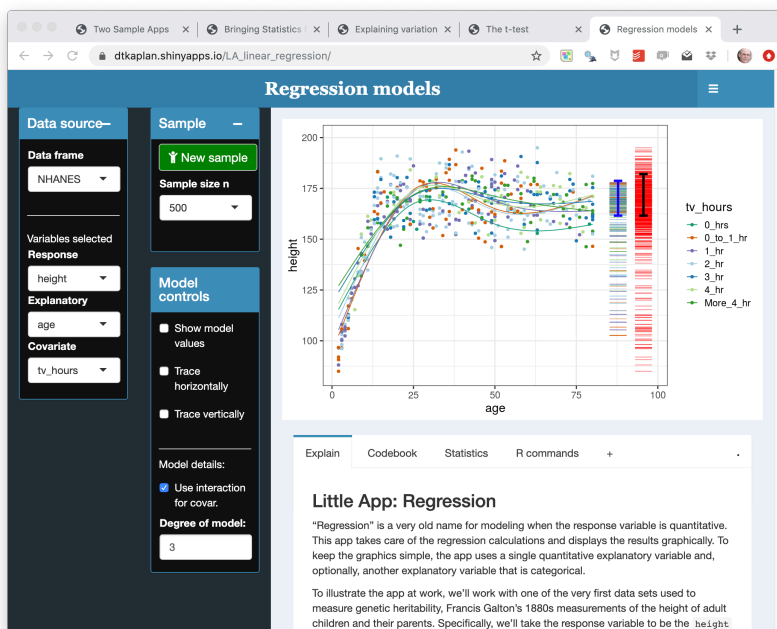 Two Sample Apps
Bringing Statistics
Explaining variation
The t-test
Regression models
dtkaplan.shinyapps.io/LA_linear_regression/
Regression models
Data source
Data frame
NHANES
Variables selected
Response
height
Explanatory
age
Covariate
tv_hours
Sample
New sample
Sample size n
500
Model
controls
Show model
values
Trace
horizontally
Trace vertically
Model details:
Use interaction
for covar.
Degree of model:
3
200
175
150
125
100
height
0
25
50
75
100
age
tv_hours
0_hrs
0_to_1_hr
1_hr
2_hr
3_hr
4_hr
More_4_hr
Explain Codebook Statistics R commands +
Little App: Regression
“Regression” is a very old name for modeling when the response variable is quantitative.
This app takes care of the regression calculations and displays the results graphically. To
keep the graphics simple, the app uses a single quantitative explanatory variable and,
optionally, another explanatory variable that is categorical.
To illustrate the app at work, we’ll work with one of the very first data sets used to
measure genetic heritability, Francis Galton’s 1880s measurements of the height of adult
children and their parents. Specifically, we’ll take the response variable to be the height